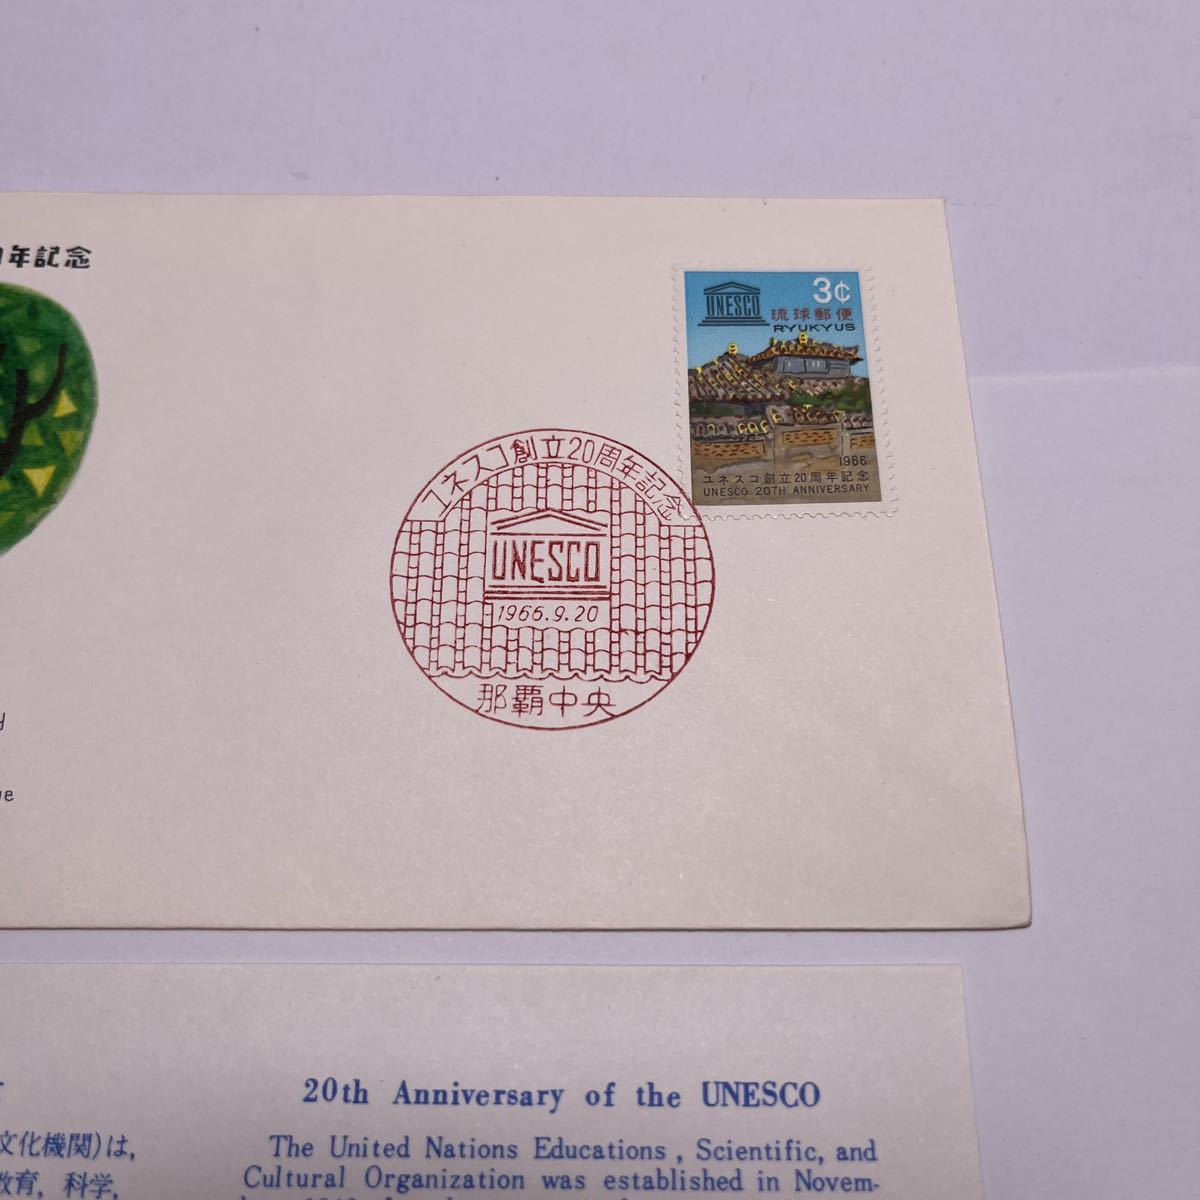 年記念
UNESCO
3¢
琉球郵便
RYUKYUS
1966
ユネスコ創立20周年記念
UNESCO 20TH ANNIVERSARY
ユネスコ創立20周年記念
UNESCO
1966.9.20
那覇中央
20th Anniversary of the UNESCO
文化機関)は,
教育, 科学,
The United Nations Educations, Scientific, and
Cultural Organization was established in Novem-